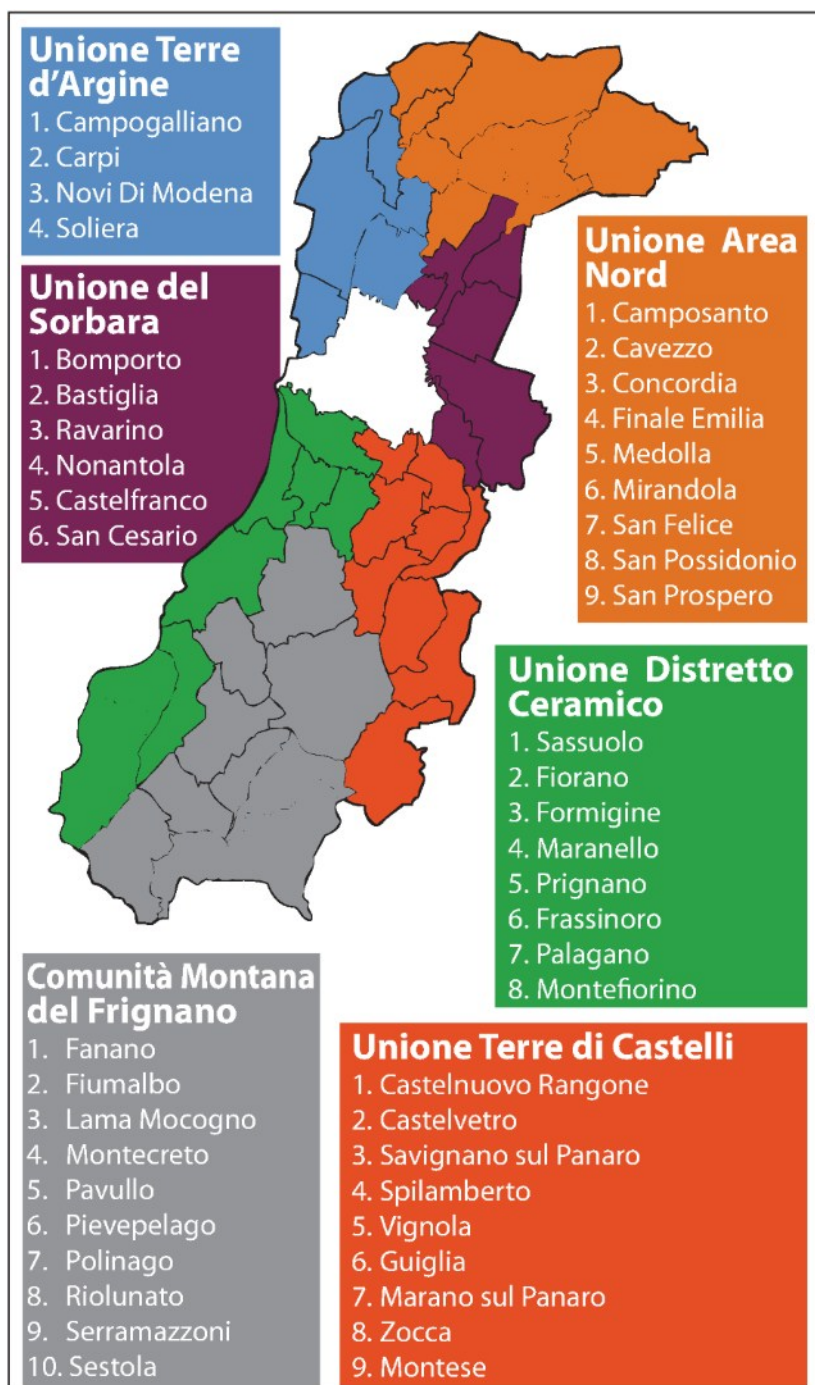 Unione Terre
d'Argine
1. Campogalliano
2. Carpi
3. Novi Di Modena
4. Soliera
Unione del
Sorbara
1. Bomporto
2. Bastiglia
3. Ravarino
4. Nonantola
5. Castelfranco
6. San Cesario
Unione Area
Nord
1. Camposanto
2. Cavezzo
3. Concordia
4. Finale Emilia
5. Medolla
6. Mirandola
7. San Felice
8. San Possidonio
9. San Prospero
Unione Distretto
Ceramico
1. Sassuolo
2. Fiorano
3. Formigine
4. Maranello
5. Prignano
6. Frassinoro
7. Palagano
8. Montefiorino
Comunità Montana
del Frignano
1. Fanano
2. Fiumalbo
3. Lama Mocogno
4. Montecreto
5. Pavullo
6. Pievepelago
7. Polinago
8. Riolunato
9. Serramazzoni
10. Sestola
Unione Terre di Castelli
1. Castelnuovo Rangone
2. Castelvetro
3. Savignano sul Panaro
4. Spilamberto
5. Vignola
6. Guiglia
7. Marano sul Panaro
8. Zocca
9. Montese